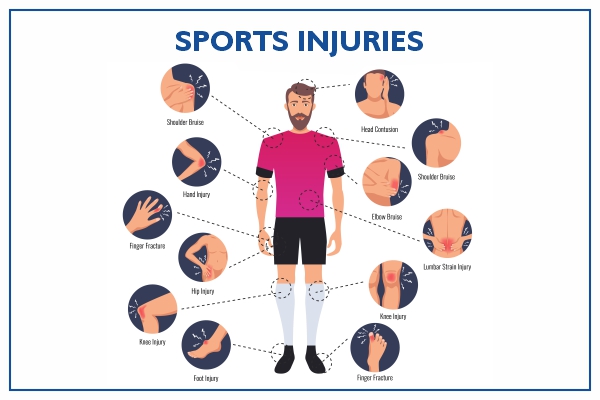 SPORTS INJURIES
Shoulder Bruise
Head Contusion
Shoulder Bruise
Hand Injury
Elbow Bruise
Finger Fracture
Lumbar Strain Injury
Hip Injury
Knee Injury
Knee Injury
Foot Injury
Finger Fracture